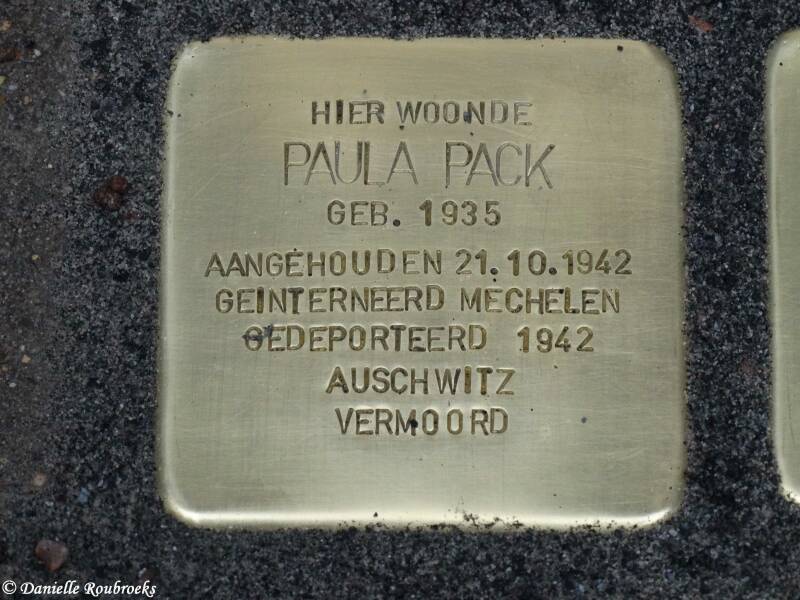 HIER WOONDE
PAULA PACK
GEB. 1935
AANGEHOUDEN 21.10.1942
GEINTERNEERD MECHELEN
GEDEPORTEERD 1942
AUSCHWITZ
VERMOORD
© Danielle Roubroeks